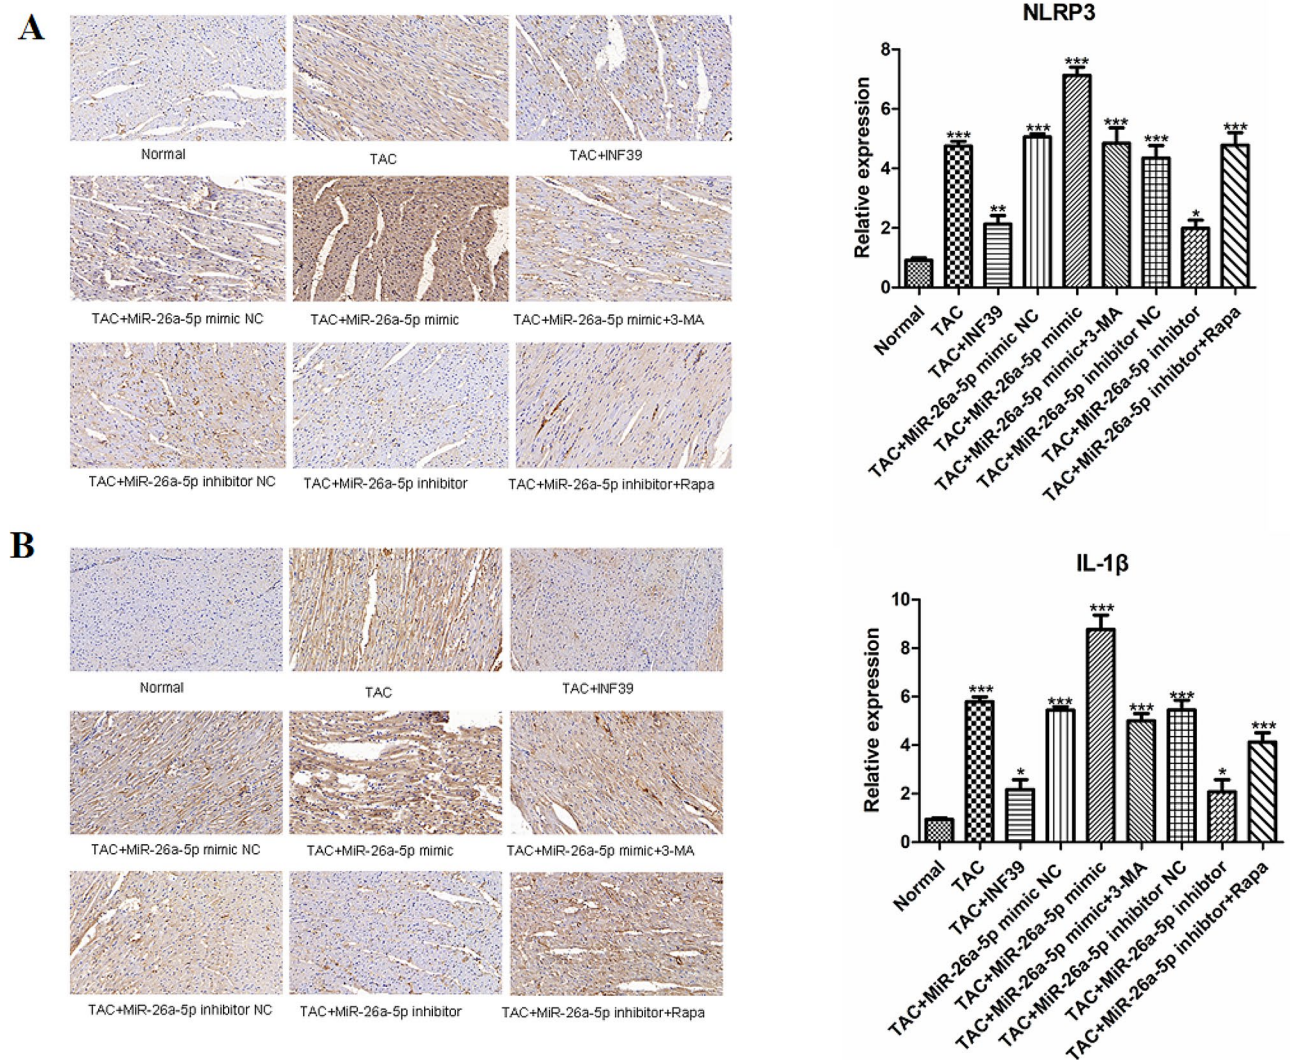 A
Normal
TAC
TAC+INF39
TAC+MiR-26a-5p mimic NC
TAC+MiR-26a-5p mimic
TAC+MiR-26a-5p mimic+3-MA
TAC+MiR-26a-5p inhibitor NC
TAC+MiR-26a-5p inhibitor
TAC+MiR-26a-5p inhibitor+Rapa
NLRP3
Relative expression
8
6
4
2
0
***
**
***
***
***
***
*
***
Normal
TAC
TAC+INF39
TAC+MiR-26a-5p mimic NC
TAC+MiR-26a-5p mimic
TAC+MiR-26a-5p mimic+3-MA
TAC+MiR-26a-5p inhibitor NC
TAC+MiR-26a-5p inhibtor
TAC+MiR-26a-5p inhibtor+Rapa
B
Normal
TAC
TAC+INF39
TAC+MiR-26a-5p mimic NC
TAC+MiR-26a-5p mimic
TAC+MiR-26a-5p mimic+3-MA
TAC+MiR-26a-5p inhibitor NC
TAC+MiR-26a-5p inhibitor
TAC+MiR-26a-5p inhibitor+Rapa
IL-1β
Relative expression
10
8
6
4
2
0
***
*
***
***
***
***
*
***
Normal
TAC
TAC+INF39
TAC+MiR-26a-5p mimic NC
TAC+MiR-26a-5p mimic
TAC+MiR-26a-5p mimic+3-MA
TAC+MiR-26a-5p inhibitor NC
TAC+MiR-26a-5p inhibtor
TAC+MiR-26a-5p inhibtor+Rapa